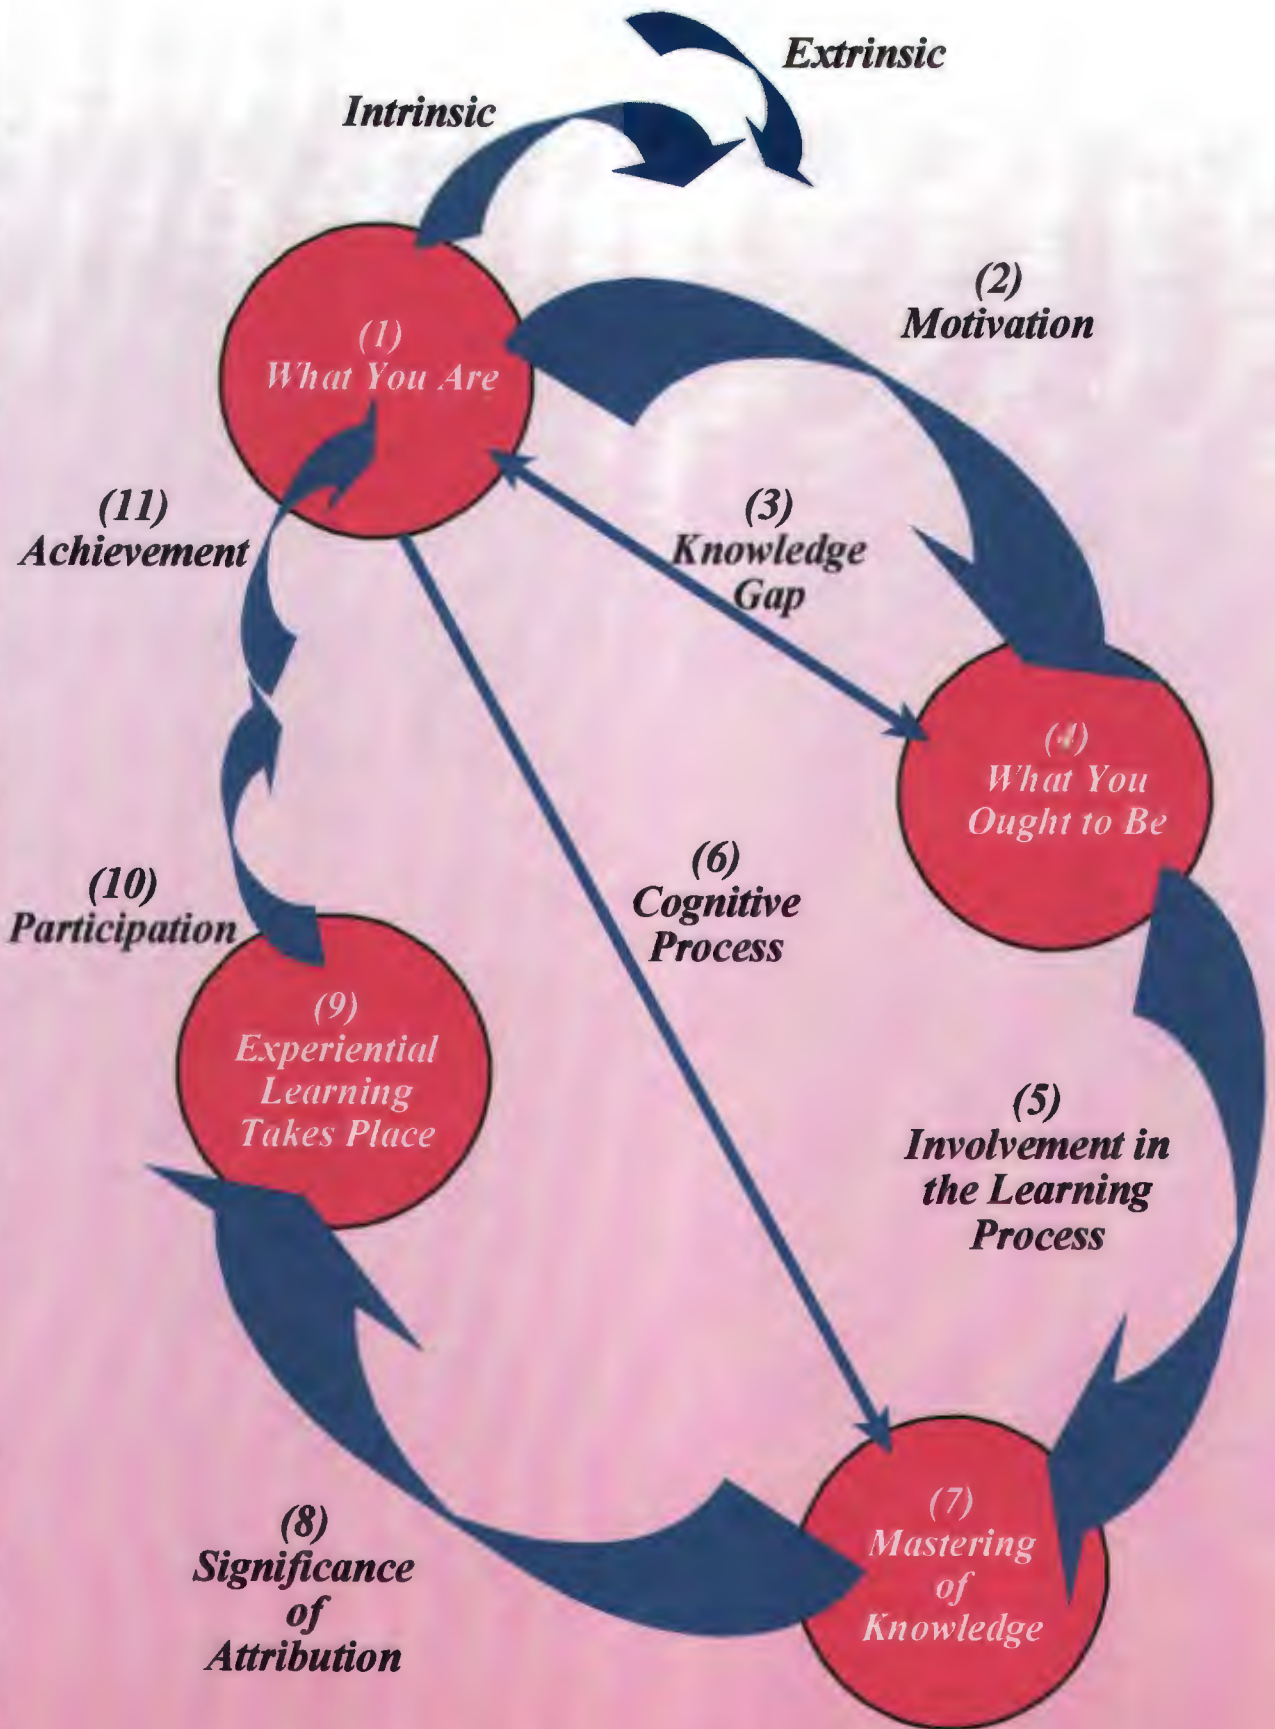 Extrinsic
Intrinsic
(1)
What You Are
(2)
Motivation
(3)
Knowledge
Gap
(4)
What You
Ought to Be
(5)
Involvement in
the Learning
Process
(6)
Cognitive
Process
(7)
Mastering
of
Knowledge
(8)
Significance
of
Attribution
(9)
Experiential
Learning
Takes Place
(10)
Participation
(11)
Achievement